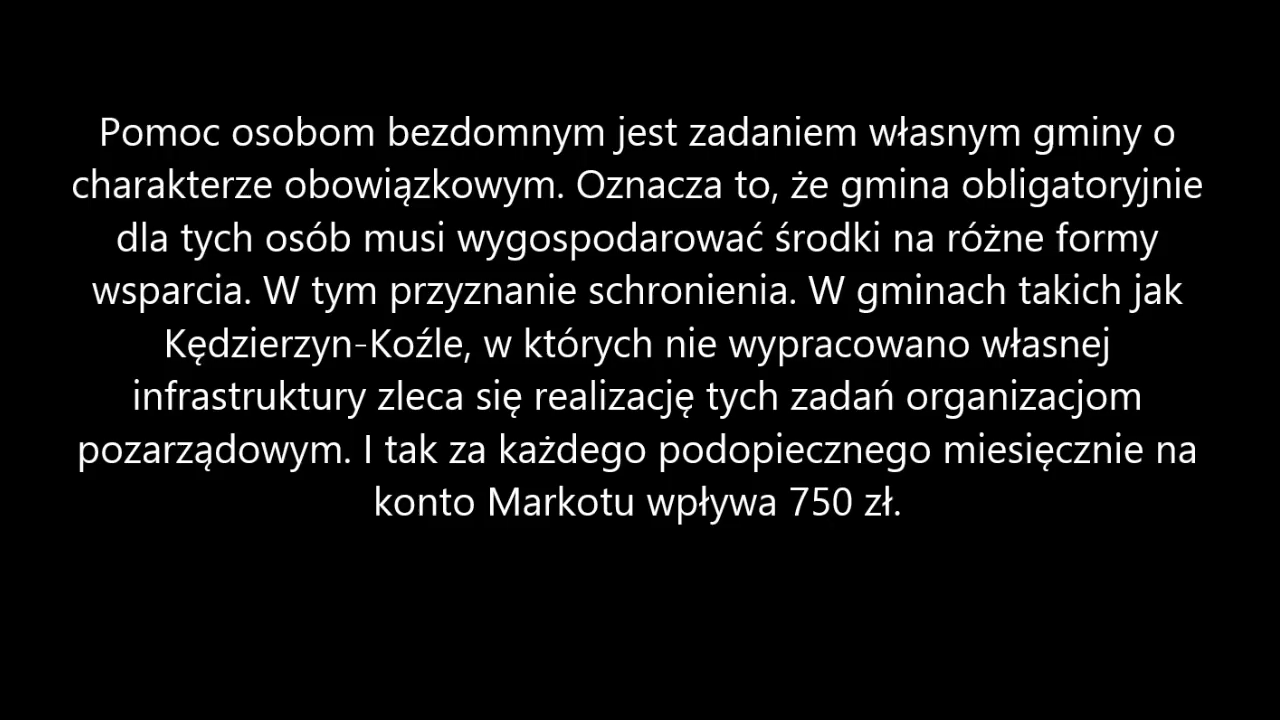 Pomoc osobom bezdomnym jest zadaniem własnym gminy o
charakterze obowiązkowym. Oznacza to, że gmina obligatoryjnie
dla tych osób musi wygospodarować środki na różne formy
wsparcia. W tym przyznanie schronienia. W gminach takich jak
Kędzierzyn-Koźle, w których nie wypracowano własnej
infrastruktury zleca się realizację tych zadań organizacjom
pozarządowym. I tak za każdego podopiecznego miesięcznie na
konto Markotu wpływa 750 zł.